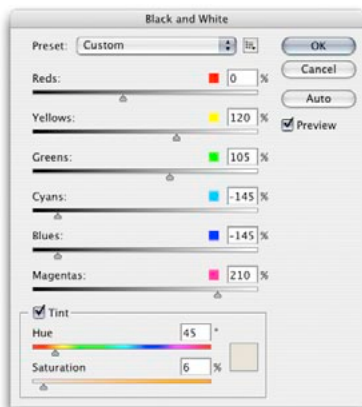 Black and White
Preset: Custom
OK
Cancel
Auto
Preview
Reds: 0 %
Yellows: 120 %
Greens: 105 %
Cyans: -145 %
Blues: -145 %
Magentas: 210 %
Tint
Hue 45 °
Saturation 6 %